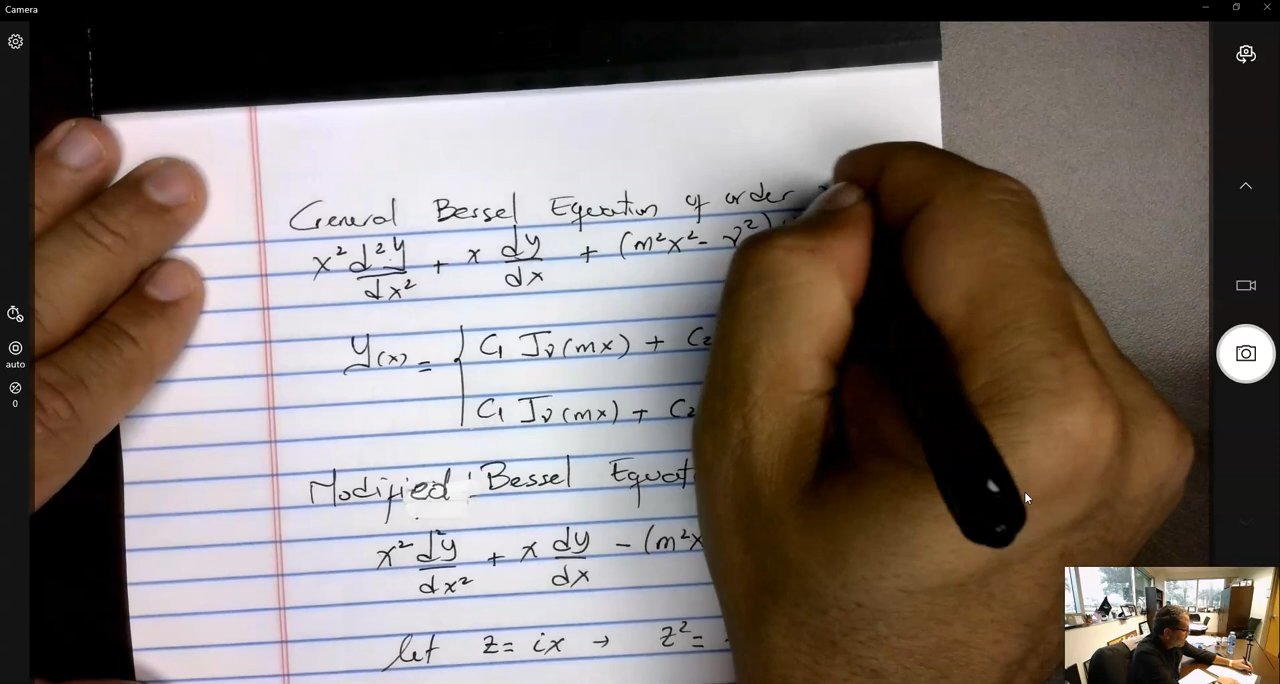 Camera
General Bessel Equation of order
x² d²y/dx² + x dy/dx + (m²x² - ν²)
y(x) = { C₁ Jν(mx) + C₂
C₁ Jν(mx) + C₂
Modified Bessel Equat
x² d²y/dx² + x dy/dx - (m²x
let z = ix → z² =
auto
0